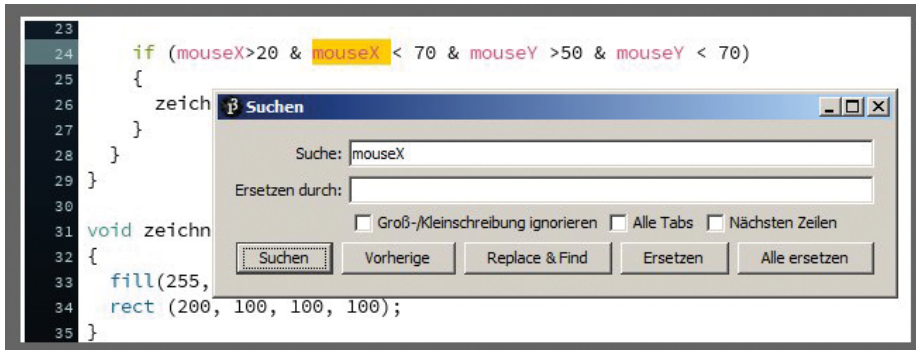 23
24 if (mouseX>20 & mouseX < 70 & mouseY >50 & mouseY < 70)
25 {
26 zeich
27 }
28 }
29 }
30
31 void zeichn
32 {
33 fill(255,
34 rect (200, 100, 100, 100);
35 }
Suchen
Suche: mouseX
Ersetzen durch:
Groß-/Kleinschreibung ignorieren Alle Tabs Nächsten Zeilen
Suchen Vorherige Replace & Find Ersetzen Alle ersetzen